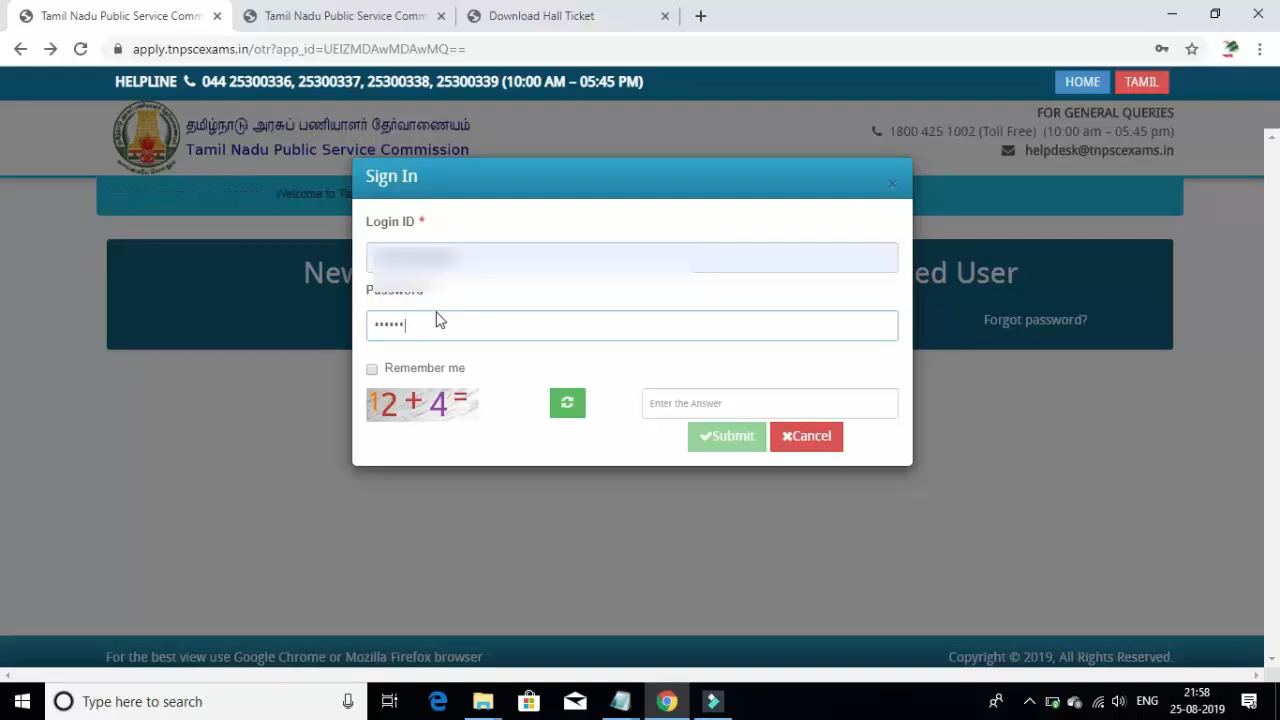 Tamil Nadu Public Service Comm
Tamil Nadu Public Service Comm
Download Hall Ticket
apply.tnpscexams.in/otr?app_id=UElZMDAwMDAwMQ==
HELPLINE 044 25300336, 25300337, 25300338, 25300339 (10:00 AM – 05:45 PM)
HOME
TAMIL
தமிழ்நாடு அரசுப் பணியாளர் தேர்வாணையம்
Tamil Nadu Public Service Commission
FOR GENERAL QUERIES
1800 425 1002 (Toll Free) (10:00 am – 05.45 pm)
helpdesk@tnpscexams.in
Welcome to
Sign In
Login ID *
Password
******
Remember me
12 + 4 =
Enter the Answer
Submit
Cancel
New
ed User
Forgot password?
For the best view use Google Chrome or Mozilla Firefox browser
Copyright © 2019, All Rights Reserved.
Type here to search
ENG
21:58
25-08-2019